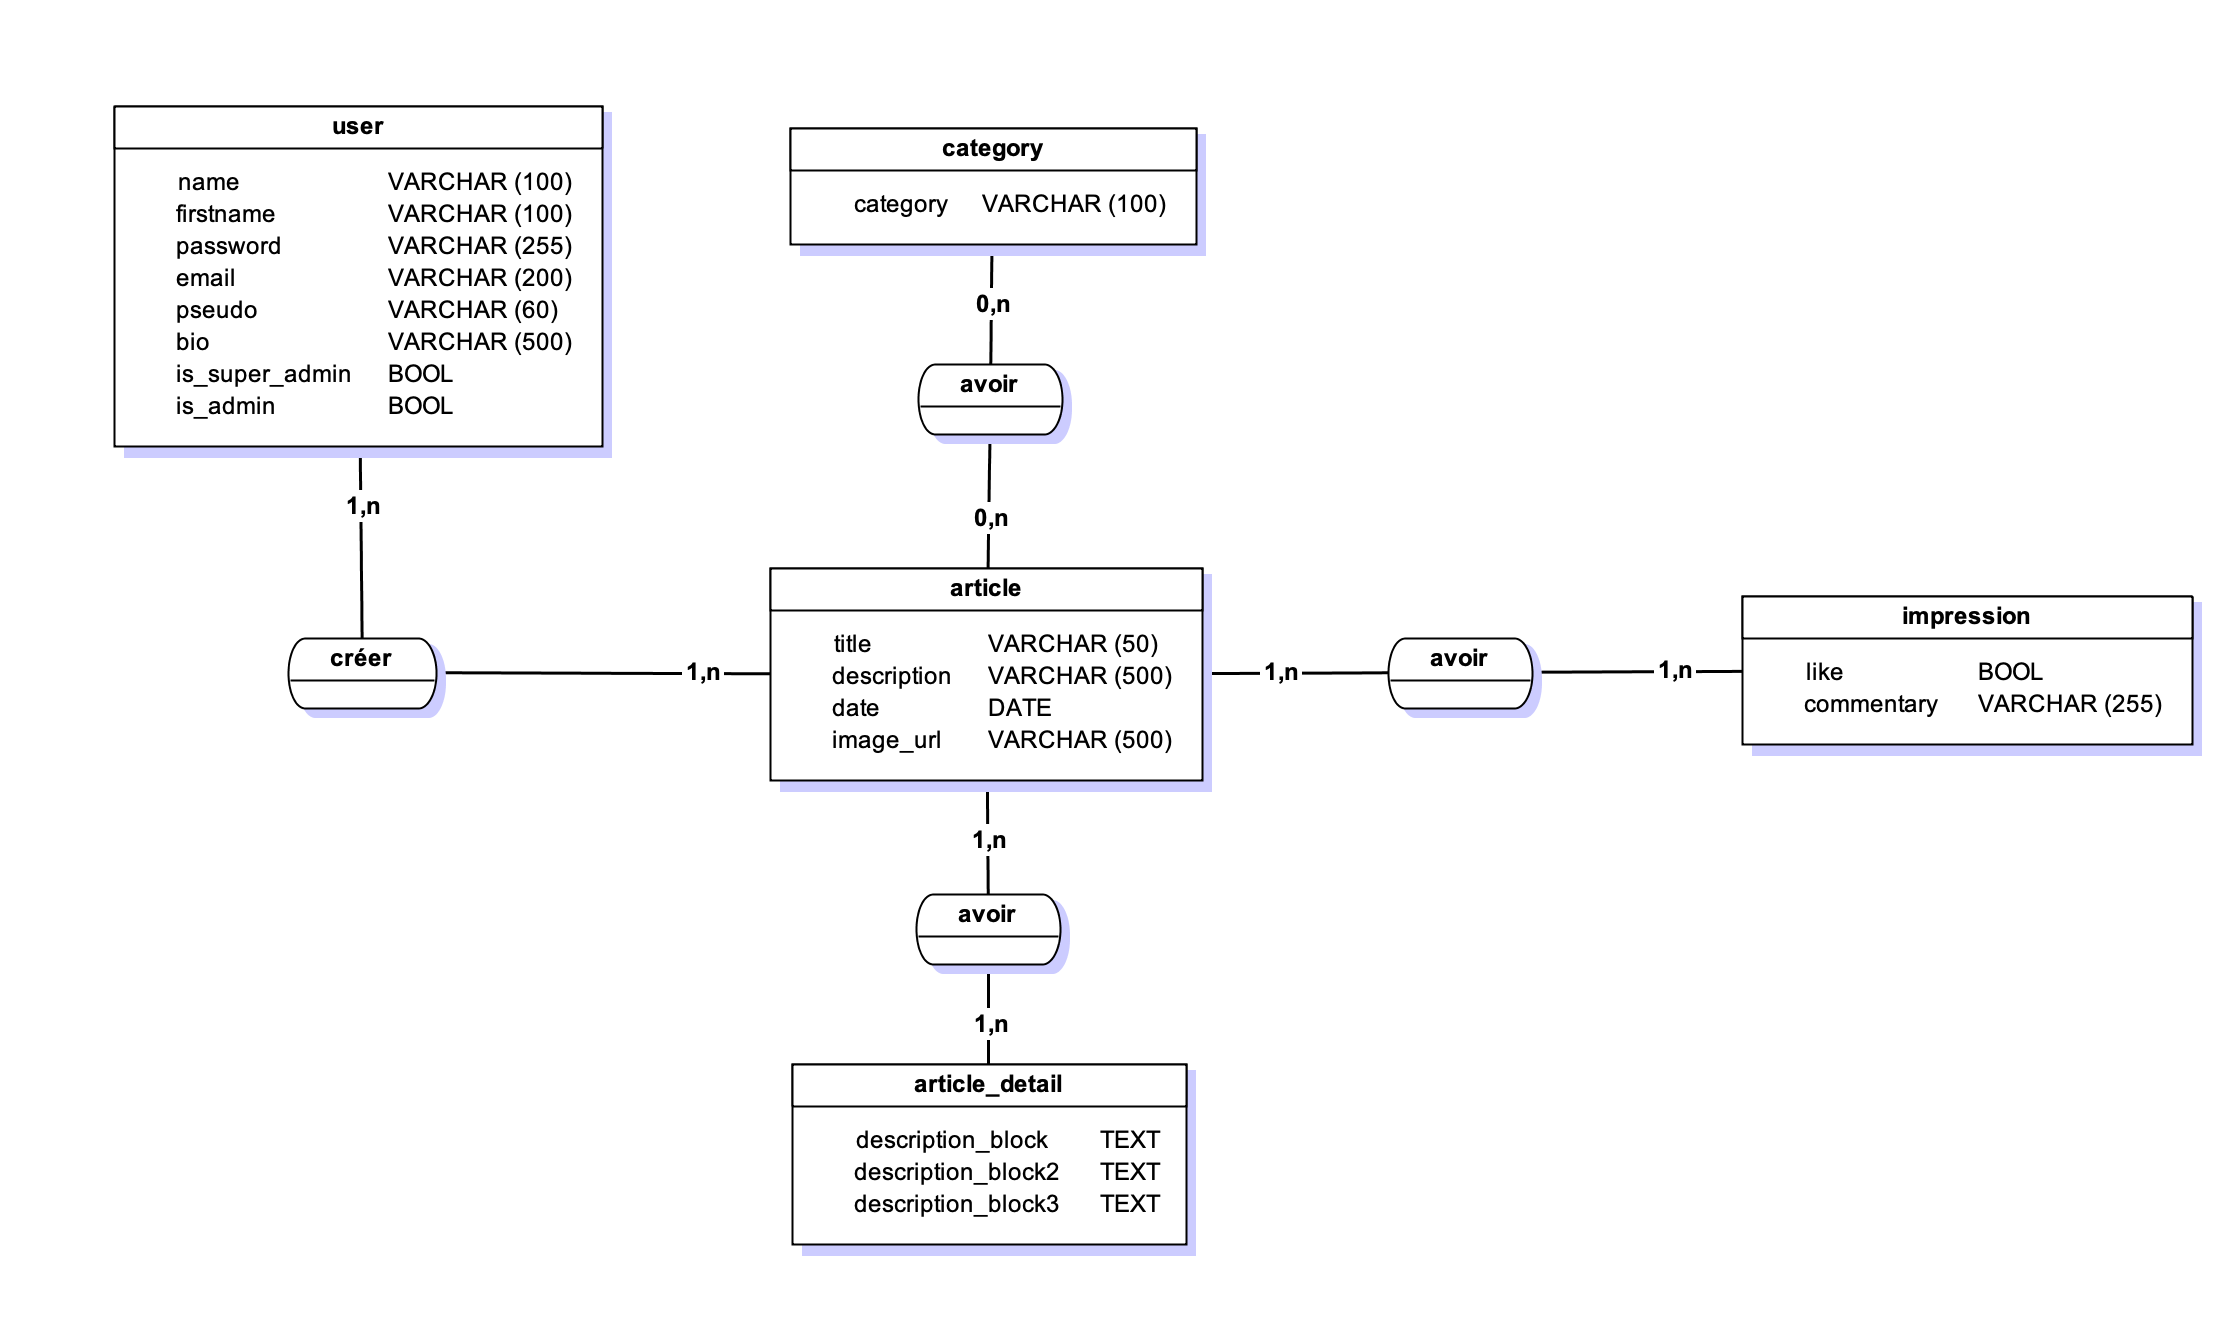 user
name VARCHAR (100)
firstname VARCHAR (100)
password VARCHAR (255)
email VARCHAR (200)
pseudo VARCHAR (60)
bio VARCHAR (500)
is_super_admin BOOL
is_admin BOOL
category
category VARCHAR (100)
0,n
avoir
0,n
1,n
créer
1,n
article
title VARCHAR (50)
description VARCHAR (500)
date DATE
image_url VARCHAR (500)
1,n
avoir
1,n
impression
like BOOL
commentary VARCHAR (255)
1,n
avoir
1,n
article_detail
description_block TEXT
description_block2 TEXT
description_block3 TEXT